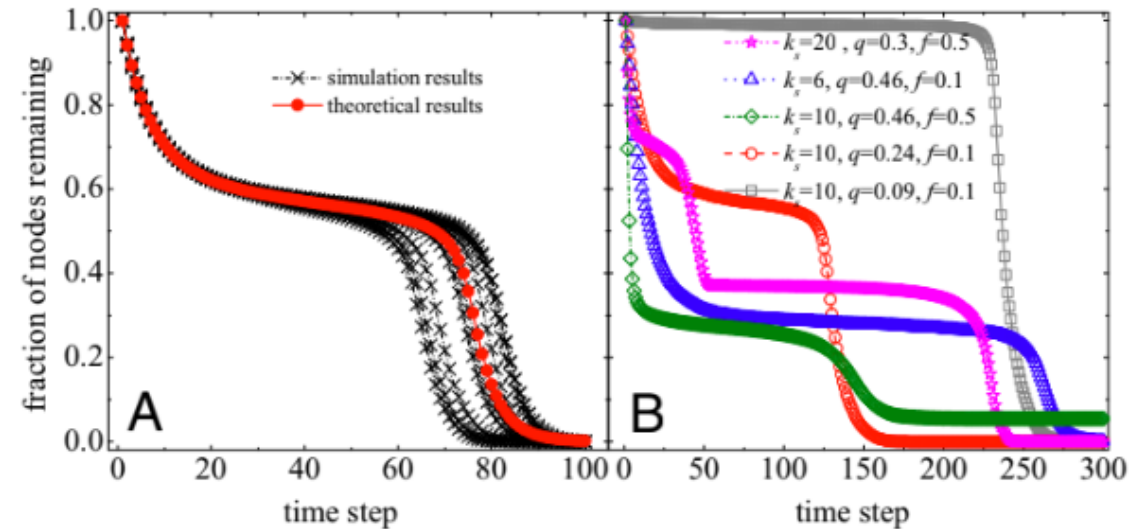 fraction of nodes remaining
1.0
0.8
0.6
0.4
0.2
0.0
simulation results
theoretical results
A
0 20 40 60 80 100
time step
k_s=20 , q=0.3, f=0.5
k_s=6, q=0.46, f=0.1
k_s=10, q=0.46, f=0.5
k_s=10, q=0.24, f=0.1
k_s=10, q=0.09, f=0.1
B
0 50 100 150 200 250 300
time step